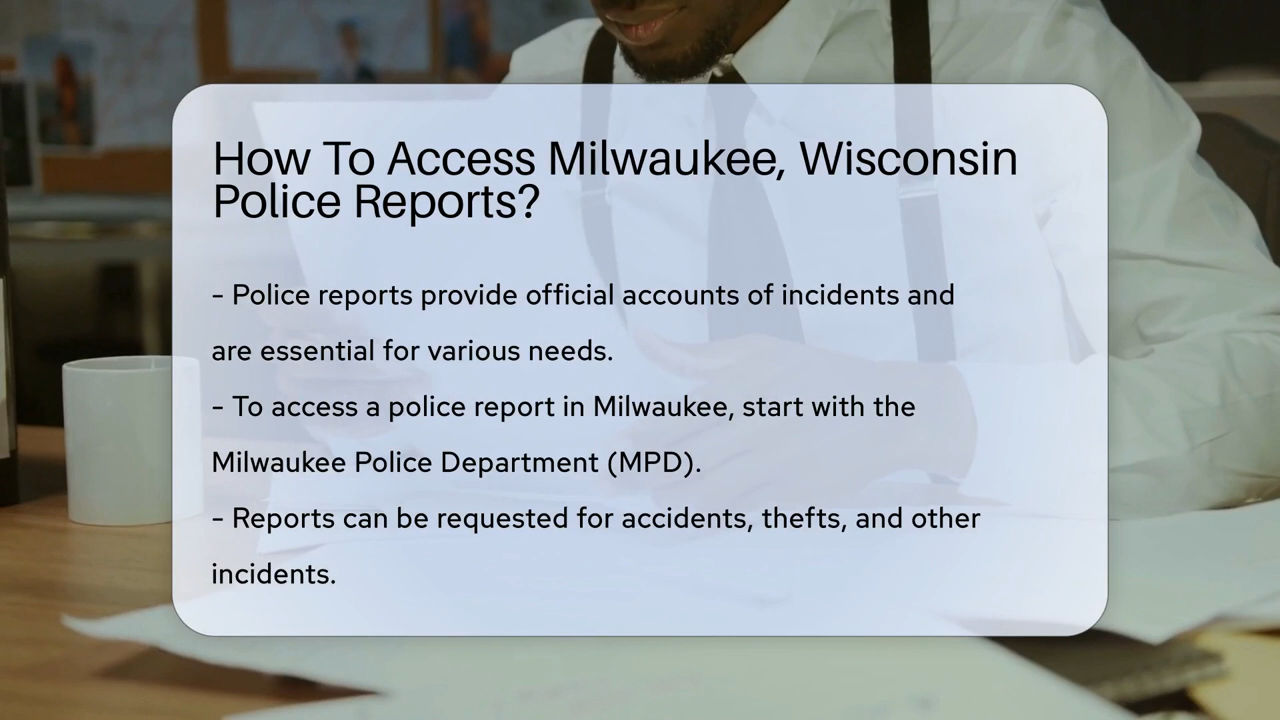 How To Access Milwaukee, Wisconsin
Police Reports?
- Police reports provide official accounts of incidents and
are essential for various needs.
- To access a police report in Milwaukee, start with the
Milwaukee Police Department (MPD).
- Reports can be requested for accidents, thefts, and other
incidents.